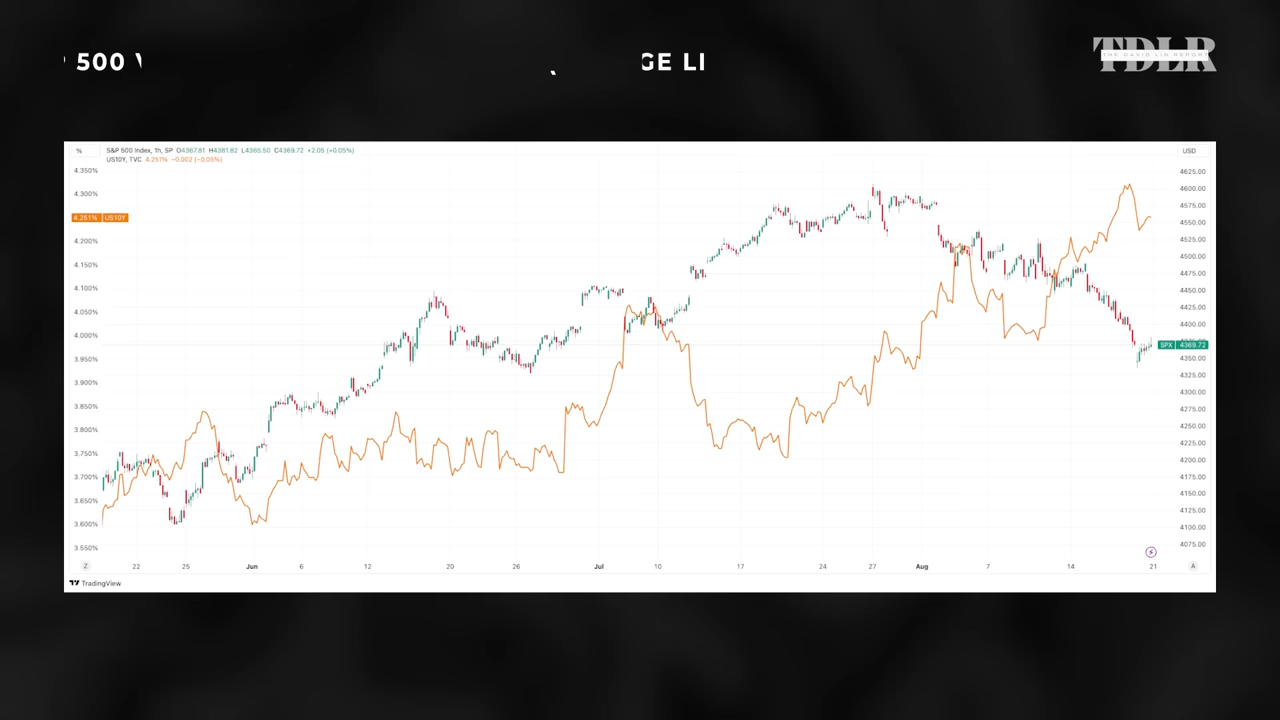 500
GE LI
TDLR
THE DAVID LIN REPORT
% S&P 500 Index, 1h, SP O4367.81 H4381.82 L4365.50 C4369.72 +2.05 (+0.05%) USD
US10Y, TVC 4.251% −0.002 (−0.05%)
4.350% 4625.00
4.300% 4600.00
4.251% US10Y 4575.00
4.200% 4550.00
4.150% 4525.00
4.100% 4500.00
4.050% 4475.00
4.000% 4450.00
3.950% 4425.00
3.900% 4400.00
SPX 4369.72
3.850% 4350.00
3.800% 4325.00
3.750% 4300.00
3.700% 4275.00
3.650% 4250.00
3.600% 4225.00
3.550% 4200.00
4175.00
4150.00
4125.00
4100.00
4075.00
Z 22 25 Jun 6 12 20 26 Jul 10 17 24 27 Aug 7 14 21 A
TradingView